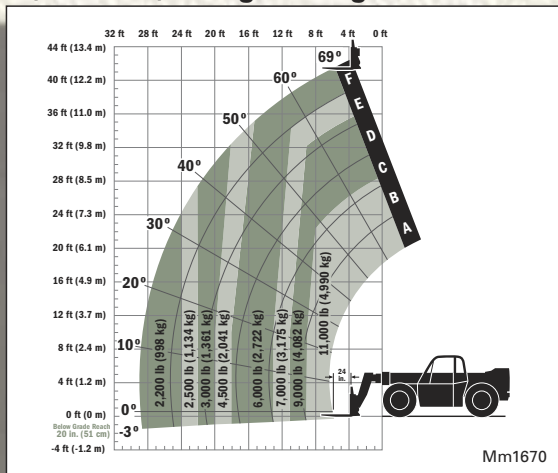 32 ft 28 ft 24 ft 20 ft 16 ft 12 ft 8 ft 4 ft 0 ft
44 ft (13.4 m)
40 ft (12.2 m)
36 ft (11.0 m)
32 ft (9.8 m)
28 ft (8.5 m)
24 ft (7.3 m)
20 ft (6.1 m)
16 ft (4.9 m)
12 ft (3.7 m)
8 ft (2.4 m)
4 ft (1.2 m)
0 ft (0 m)
Below Grade Reach
20 in. (51 cm)
-4 ft (-1.2 m)
69º
60º
50º
40º
30º
20º
10º
0º
-3º
F
E
D
C
B
A
2,200 lb (998 kg)
2,500 lb (1,134 kg)
3,000 lb (1,361 kg)
4,500 lb (2,041 kg)
6,000 lb (2,722 kg)
7,000 lb (3,175 kg)
9,000 lb (4,082 kg)
11,000 lb (4,990 kg)
24
in.
Mm1670